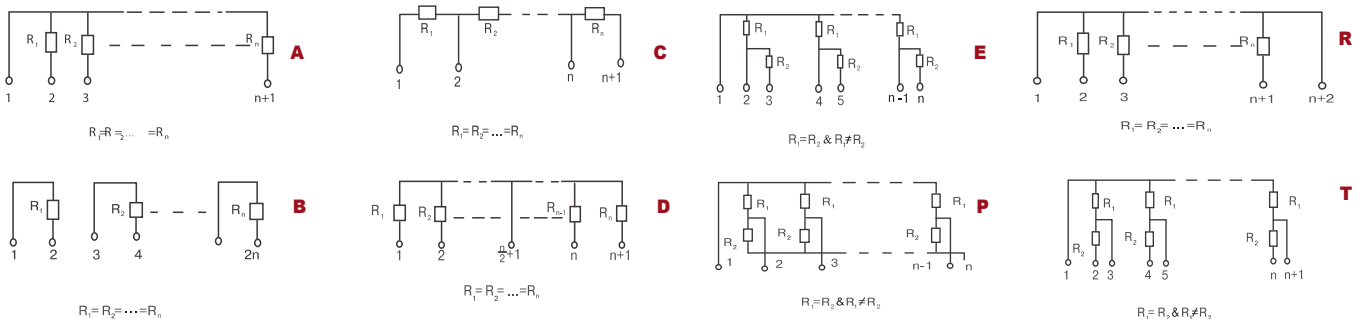 R₁ R₂ Rₙ A
1 2 3 n+1
R₁=R=₂... =Rₙ
R₁ R₂ Rₙ C
1 2 n n+1
R₁=R₂= ...=Rₙ
R₁ R₁ R₁
R₂ R₂ R₂ E
1 2 3 4 5 n-1 n
R₁=R₂ & R₁≠R₂
R₁ R₂ Rₙ R
1 2 3 n+1 n+2
R₁= R₂= ...=Rₙ
R₁ R₂ Rₙ B
1 2 3 4 2n
R₁=R₂= ...=Rₙ
R₁ R₂ Rₙ₋₁ Rₙ D
1 2 n/2+1 n n+1
R₁=R₂= ...=Rₙ
R₁ R₁ R₁ P
R₂ R₂ R₂
1 2 3 n-1 n
R₁=R₂ & R₁≠R₂
R₁ R₁ R₁ T
R₂ R₂ R₂
1 2 3 4 5 n n+1
R₁= R₂ & R₁≠R₂